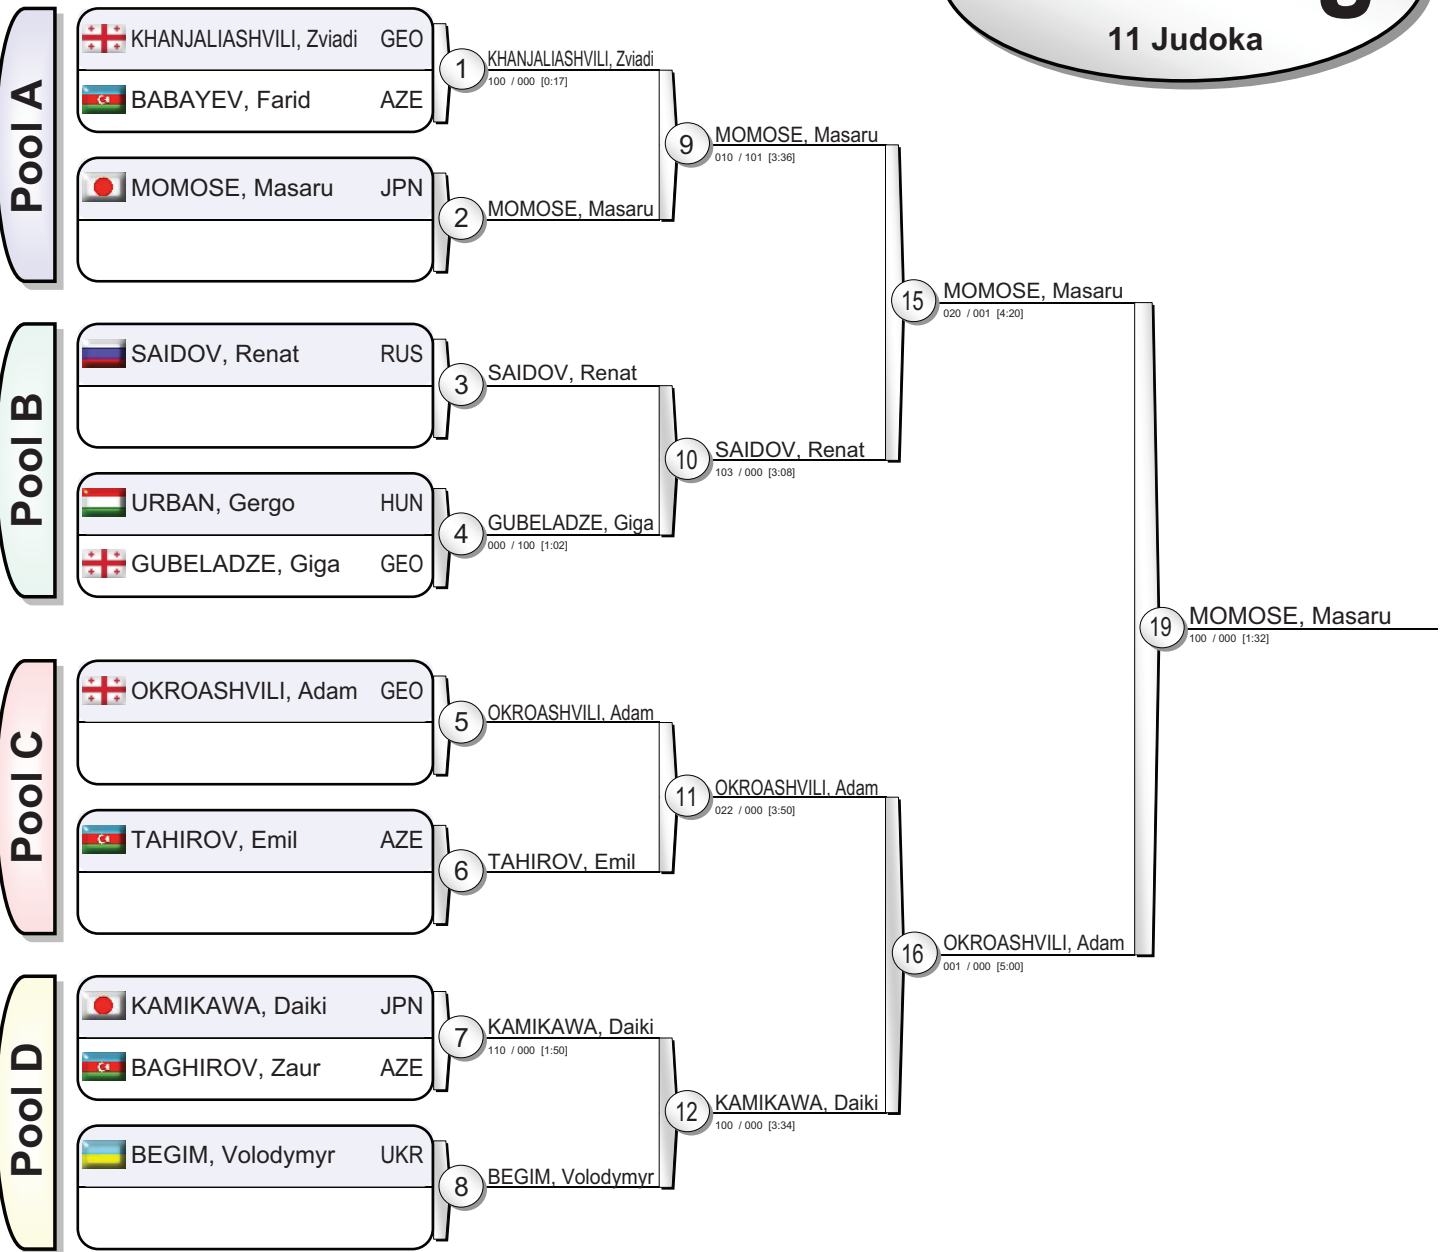 11 Judoka
Pool A
KHANJALIASHVILI, Zviadi GEO
BABAYEV, Farid AZE
1
KHANJALIASHVILI, Zviadi
100 / 000 [0:17]
MOMOSE, Masaru JPN
2
MOMOSE, Masaru
9
MOMOSE, Masaru
010 / 101 [3:36]
Pool B
SAIDOV, Renat RUS
3
SAIDOV, Renat
URBAN, Gergo HUN
GUBELADZE, Giga GEO
4
GUBELADZE, Giga
000 / 100 [1:02]
10
SAIDOV, Renat
103 / 000 [3:08]
15
MOMOSE, Masaru
020 / 001 [4:20]
Pool C
OKROASHVILI, Adam GEO
5
OKROASHVILI, Adam
TAHIROV, Emil AZE
6
TAHIROV, Emil
11
OKROASHVILI, Adam
022 / 000 [3:50]
Pool D
KAMIKAWA, Daiki JPN
BAGHIROV, Zaur AZE
7
KAMIKAWA, Daiki
110 / 000 [1:50]
BEGIM, Volodymyr UKR
8
BEGIM, Volodymyr
12
KAMIKAWA, Daiki
100 / 000 [3:34]
16
OKROASHVILI, Adam
001 / 000 [5:00]
19
MOMOSE, Masaru
100 / 000 [1:32]